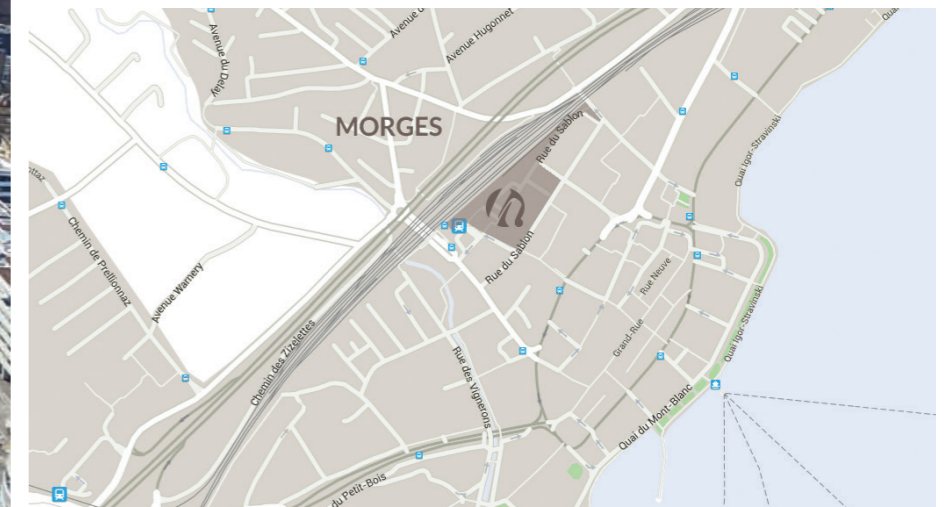 Avenue Hugonnet
Avenue du Delay
MORGES
Rue du Sablon
Quai Igor-Stravinski
Chemin de Prellionnaz
Avenue Warnery
Rue du Sablon
Rue Neuve
Grand-Rue
Quai Igor-Stravinski
Chemin des Zizelettes
Rue des Vignerons
Quai du Mont-Blanc
du Petit-Bois